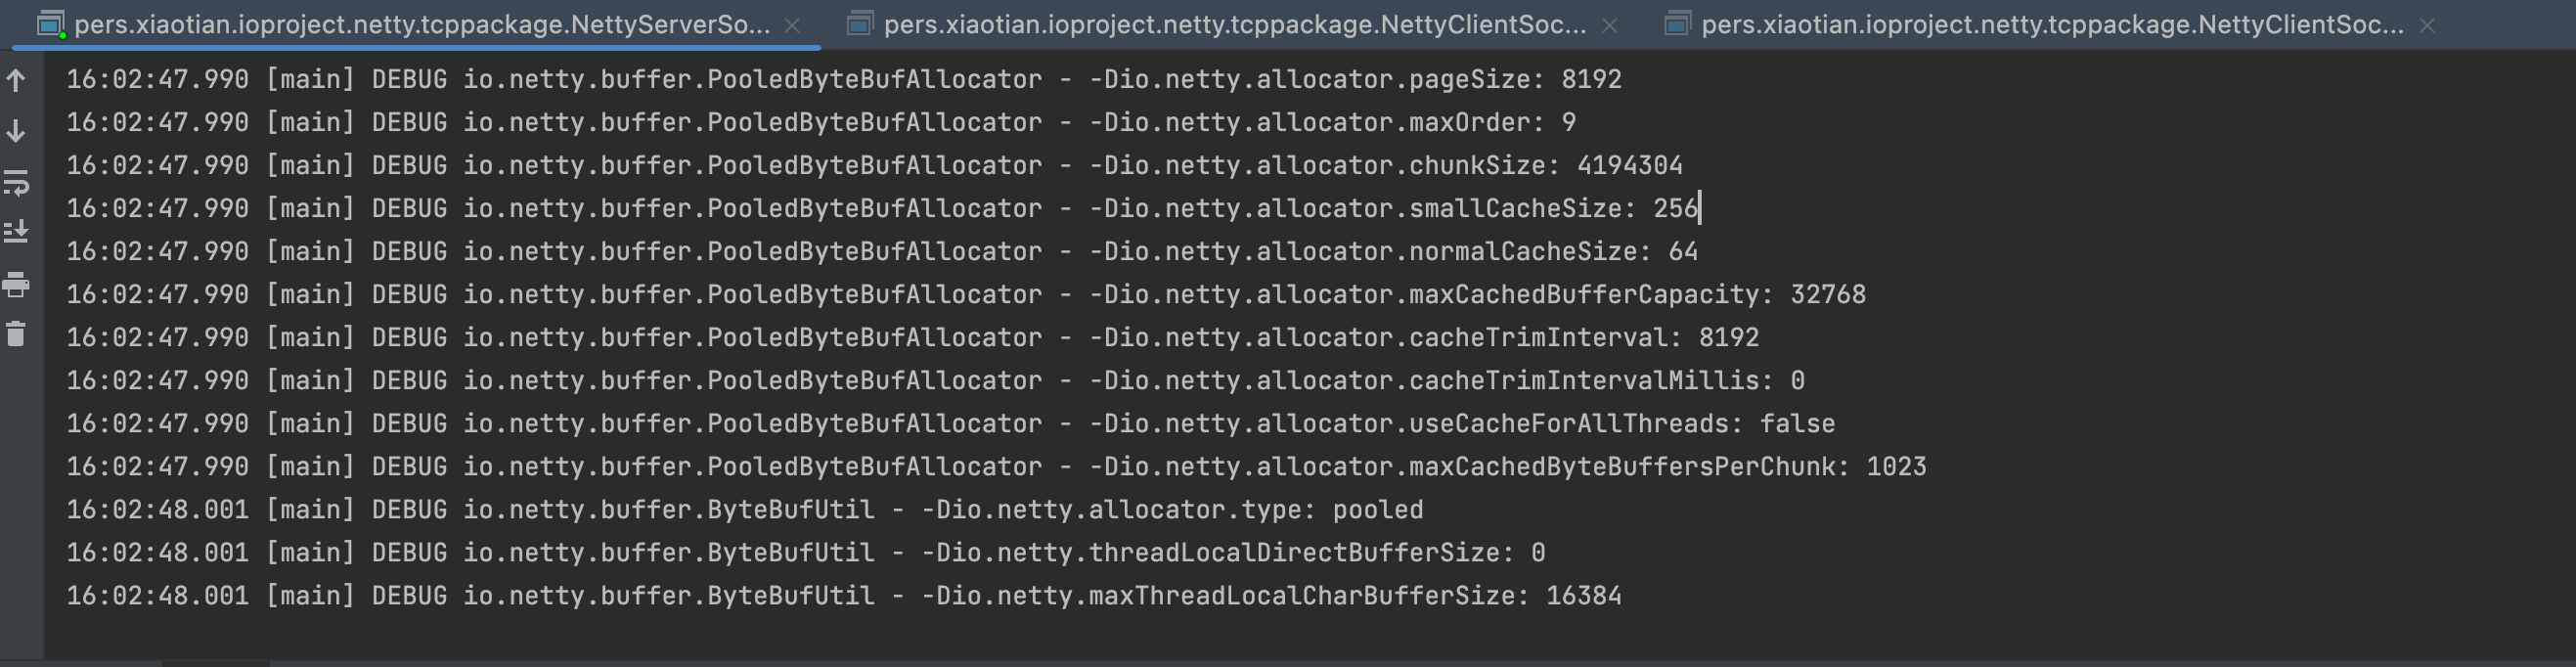 pers.xiaotian.ioproject.netty.tcppackage.NettyServerSo... pers.xiaotian.ioproject.netty.tcppackage.NettyClientSoc... pers.xiaotian.ioproject.netty.tcppackage.NettyClientSoc...
16:02:47.990 [main] DEBUG io.netty.buffer.PooledByteBufAllocator - -Dio.netty.allocator.pageSize: 8192
16:02:47.990 [main] DEBUG io.netty.buffer.PooledByteBufAllocator - -Dio.netty.allocator.maxOrder: 9
16:02:47.990 [main] DEBUG io.netty.buffer.PooledByteBufAllocator - -Dio.netty.allocator.chunkSize: 4194304
16:02:47.990 [main] DEBUG io.netty.buffer.PooledByteBufAllocator - -Dio.netty.allocator.smallCacheSize: 256
16:02:47.990 [main] DEBUG io.netty.buffer.PooledByteBufAllocator - -Dio.netty.allocator.normalCacheSize: 64
16:02:47.990 [main] DEBUG io.netty.buffer.PooledByteBufAllocator - -Dio.netty.allocator.maxCachedBufferCapacity: 32768
16:02:47.990 [main] DEBUG io.netty.buffer.PooledByteBufAllocator - -Dio.netty.allocator.cacheTrimInterval: 8192
16:02:47.990 [main] DEBUG io.netty.buffer.PooledByteBufAllocator - -Dio.netty.allocator.cacheTrimIntervalMillis: 0
16:02:47.990 [main] DEBUG io.netty.buffer.PooledByteBufAllocator - -Dio.netty.allocator.useCacheForAllThreads: false
16:02:47.990 [main] DEBUG io.netty.buffer.PooledByteBufAllocator - -Dio.netty.allocator.maxCachedByteBuffersPerChunk: 1023
16:02:48.001 [main] DEBUG io.netty.buffer.ByteBufUtil - -Dio.netty.allocator.type: pooled
16:02:48.001 [main] DEBUG io.netty.buffer.ByteBufUtil - -Dio.netty.threadLocalDirectBufferSize: 0
16:02:48.001 [main] DEBUG io.netty.buffer.ByteBufUtil - -Dio.netty.maxThreadLocalCharBufferSize: 16384